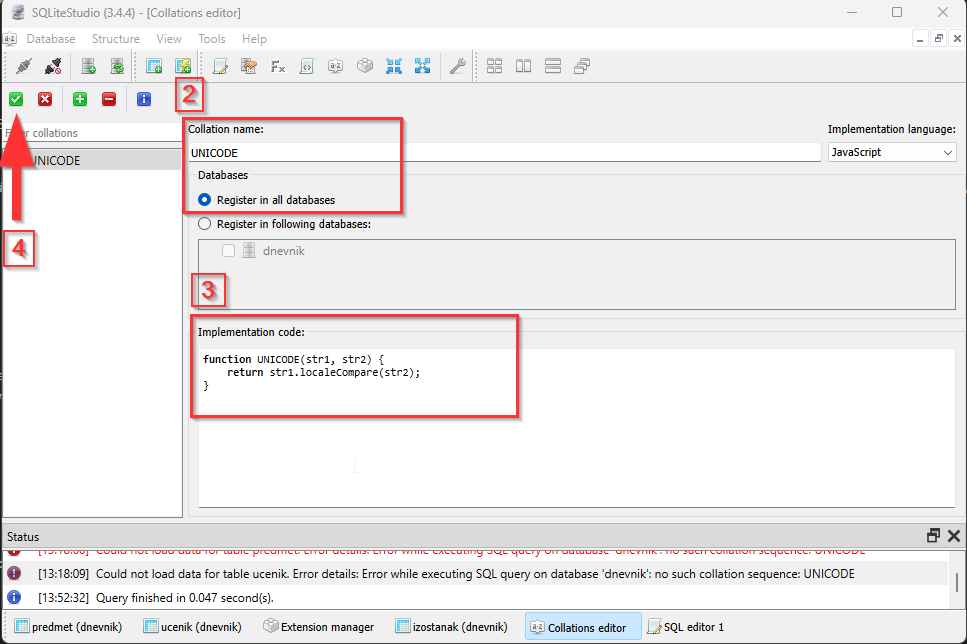 SQLiteStudio (3.4.4) - [Collations editor]
Database Structure View Tools Help
2
collations
UNICODE
4
Collation name:
UNICODE
Implementation language:
JavaScript
Databases
Register in all databases
Register in following databases:
dnevnik
3
Implementation code:
function UNICODE(str1, str2) {
return str1.localeCompare(str2);
}
Status
[13:18:06] Could not load data for table predmet. Error details: Error while executing SQL query on database 'dnevnik': no such collation sequence: UNICODE
[13:18:09] Could not load data for table ucenik. Error details: Error while executing SQL query on database 'dnevnik': no such collation sequence: UNICODE
[13:52:32] Query finished in 0.047 second(s).
predmet (dnevnik) ucenik (dnevnik) Extension manager izostanak (dnevnik) Collations editor SQL editor 1